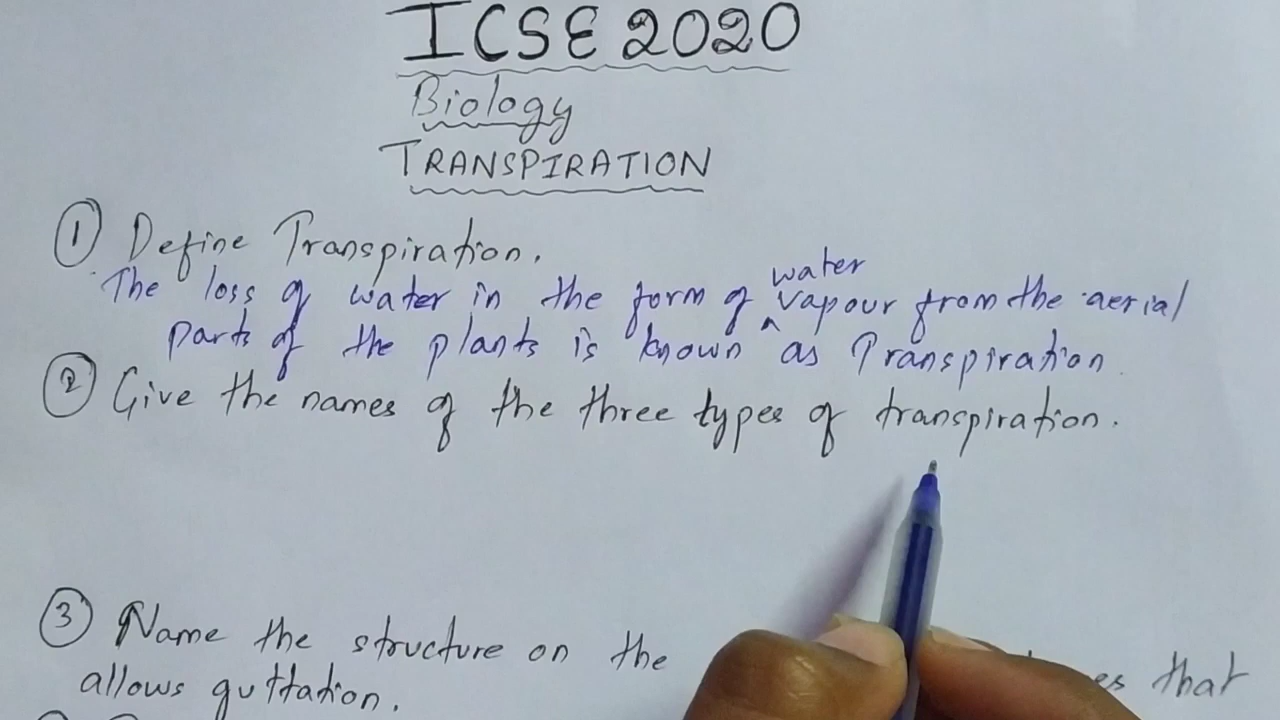 ICSE 2020
Biology
TRANSPIRATION
① Define Transpiration.
water
The loss of water in the form of ‸ vapour from the aerial
parts of the plants is known as Transpiration.
② Give the names of the three types of transpiration.
③ Name the structure on the that
allows guttation.